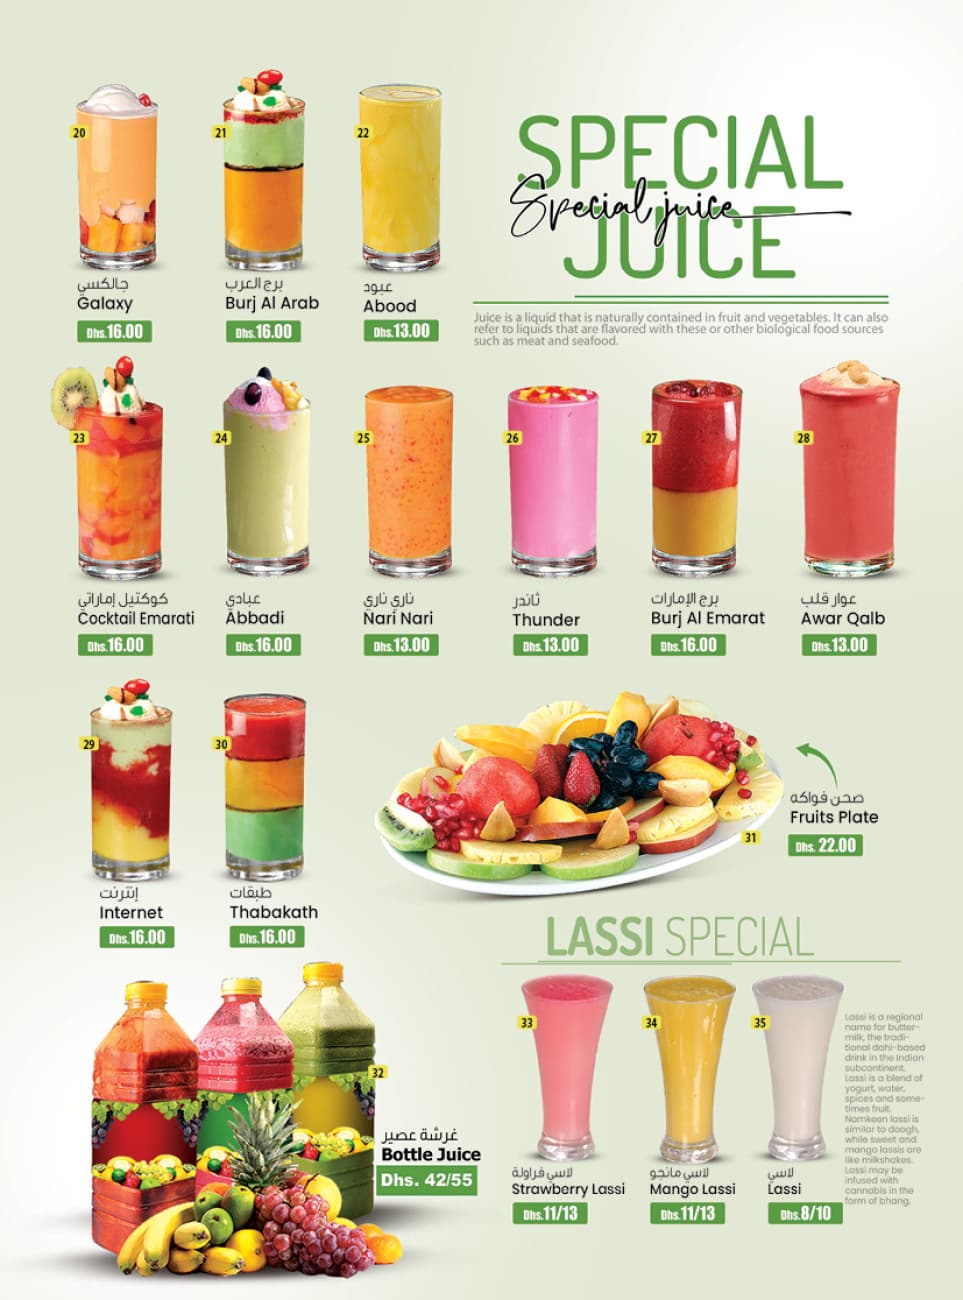 SPECIAL
Special juice
JUICE
Juice is a liquid that is naturally contained in fruit and vegetables. It can also
refer to liquids that are flavored with these or other biological food sources
such as meat and seafood.
20
جالكسي
Galaxy
Dhs.16.00
21
برج العرب
Burj Al Arab
Dhs.16.00
22
عبود
Abood
Dhs.13.00
23
كوكتيل إماراتي
Cocktail Emarati
Dhs.16.00
24
عبادي
Abbadi
Dhs.16.00
25
ناري ناري
Nari Nari
Dhs.13.00
26
ثاندر
Thunder
Dhs.13.00
27
برج الإمارات
Burj Al Emarat
Dhs.16.00
28
عوار قلب
Awar Qalb
Dhs.13.00
29
إنترنت
Internet
Dhs.16.00
30
طبقات
Thabakath
Dhs.16.00
31
صحن فواكه
Fruits Plate
Dhs. 22.00
32
غرشة عصير
Bottle Juice
Dhs. 42/55
LASSI SPECIAL
33
لاسي فراولة
Strawberry Lassi
Dhs.11/13
34
لاسي مانجو
Mango Lassi
Dhs.11/13
35
لاسي
Lassi
Dhs.8/10
Lassi is a regional
name for butter-
milk, the tradi-
tional dahi-based
drink in the Indian
subcontinent.
Lassi is a blend of
yogurt, water,
spices and some-
times fruit.
Namkeen lassi is
similar to doogh,
while sweet and
mango lassis are
like milkshakes.
Lassi may be
infused with
cannabis in the
form of bhang.